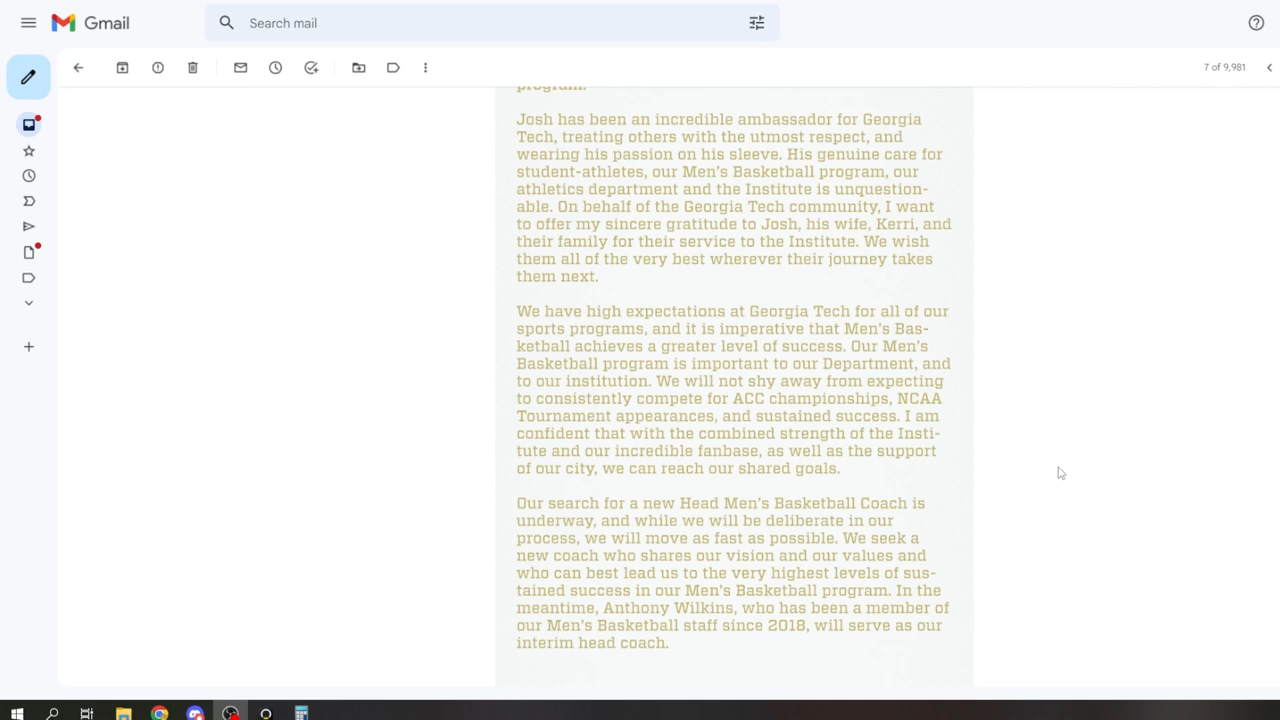 Gmail
Search mail
7 of 9,981
program.
Josh has been an incredible ambassador for Georgia
Tech, treating others with the utmost respect, and
wearing his passion on his sleeve. His genuine care for
student-athletes, our Men's Basketball program, our
athletics department and the Institute is unquestion-
able. On behalf of the Georgia Tech community, I want
to offer my sincere gratitude to Josh, his wife, Kerri, and
their family for their service to the Institute. We wish
them all of the very best wherever their journey takes
them next.
We have high expectations at Georgia Tech for all of our
sports programs, and it is imperative that Men's Bas-
ketball achieves a greater level of success. Our Men's
Basketball program is important to our Department, and
to our institution. We will not shy away from expecting
to consistently compete for ACC championships, NCAA
Tournament appearances, and sustained success. I am
confident that with the combined strength of the Insti-
tute and our incredible fanbase, as well as the support
of our city, we can reach our shared goals.
Our search for a new Head Men's Basketball Coach is
underway, and while we will be deliberate in our
process, we will move as fast as possible. We seek a
new coach who shares our vision and our values and
who can best lead us to the very highest levels of sus-
tained success in our Men's Basketball program. In the
meantime, Anthony Wilkins, who has been a member of
our Men's Basketball staff since 2018, will serve as our
interim head coach.